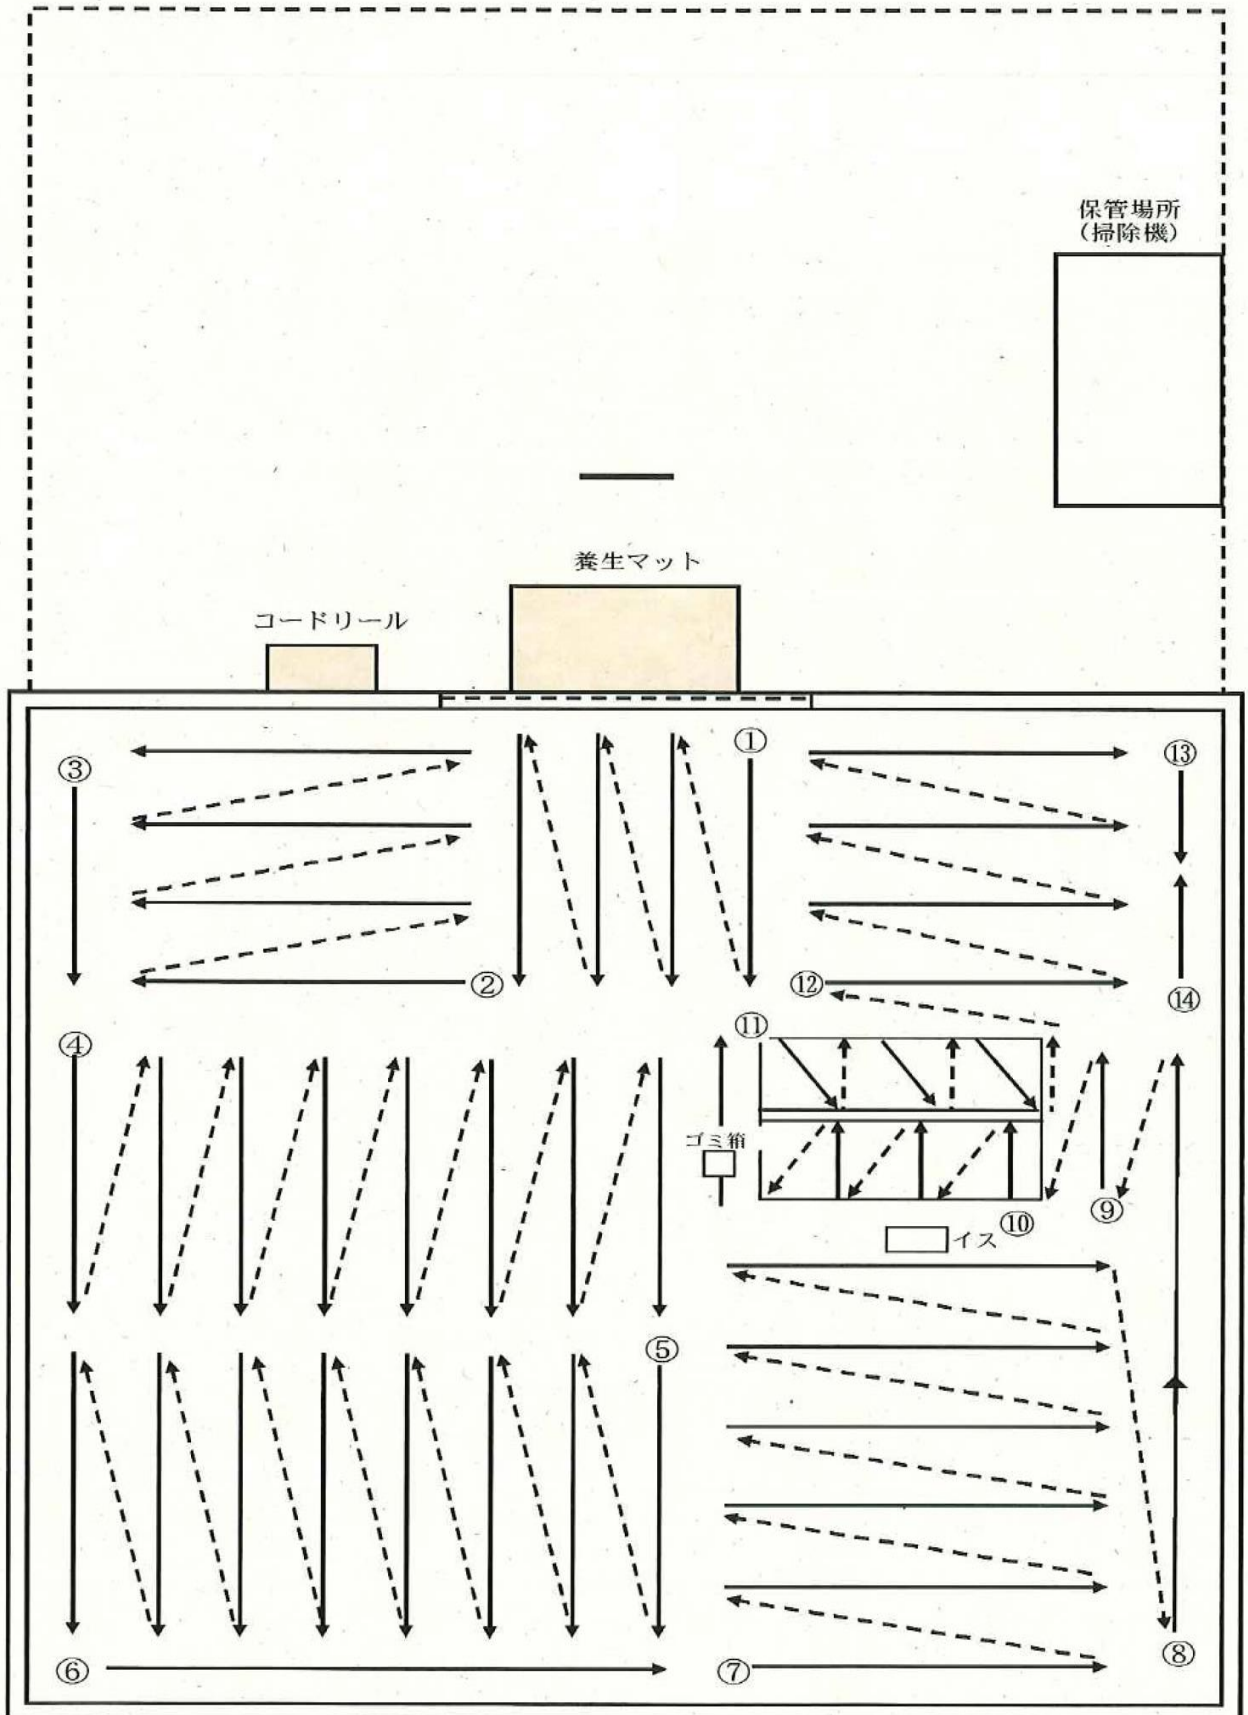 保管場所
（掃除機）
養生マット
コードリール
①
③
⑬
②
⑫
⑭
⑪
④
ゴミ箱
⑨
⑩
イス
⑤
⑧
⑥
⑦